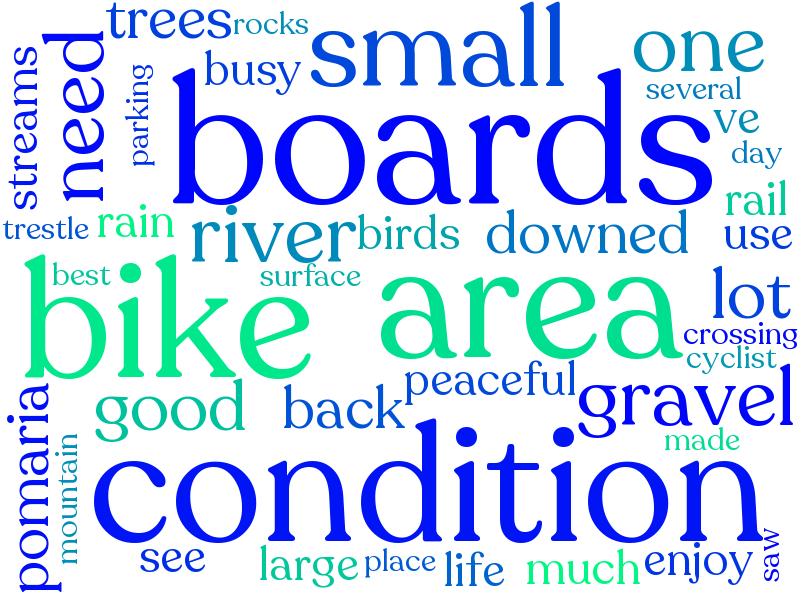 trees
rocks
small
one
streams
need
parking
busy
boards
several
ve
day
trestle
rain
river
birds
downed
rail
use
best
bike
surface
area
lot
crossing
cyclist
peaceful
good
back
gravel
made
pomaria
mountain
condition
see
large
place
life
much
enjoy
saw